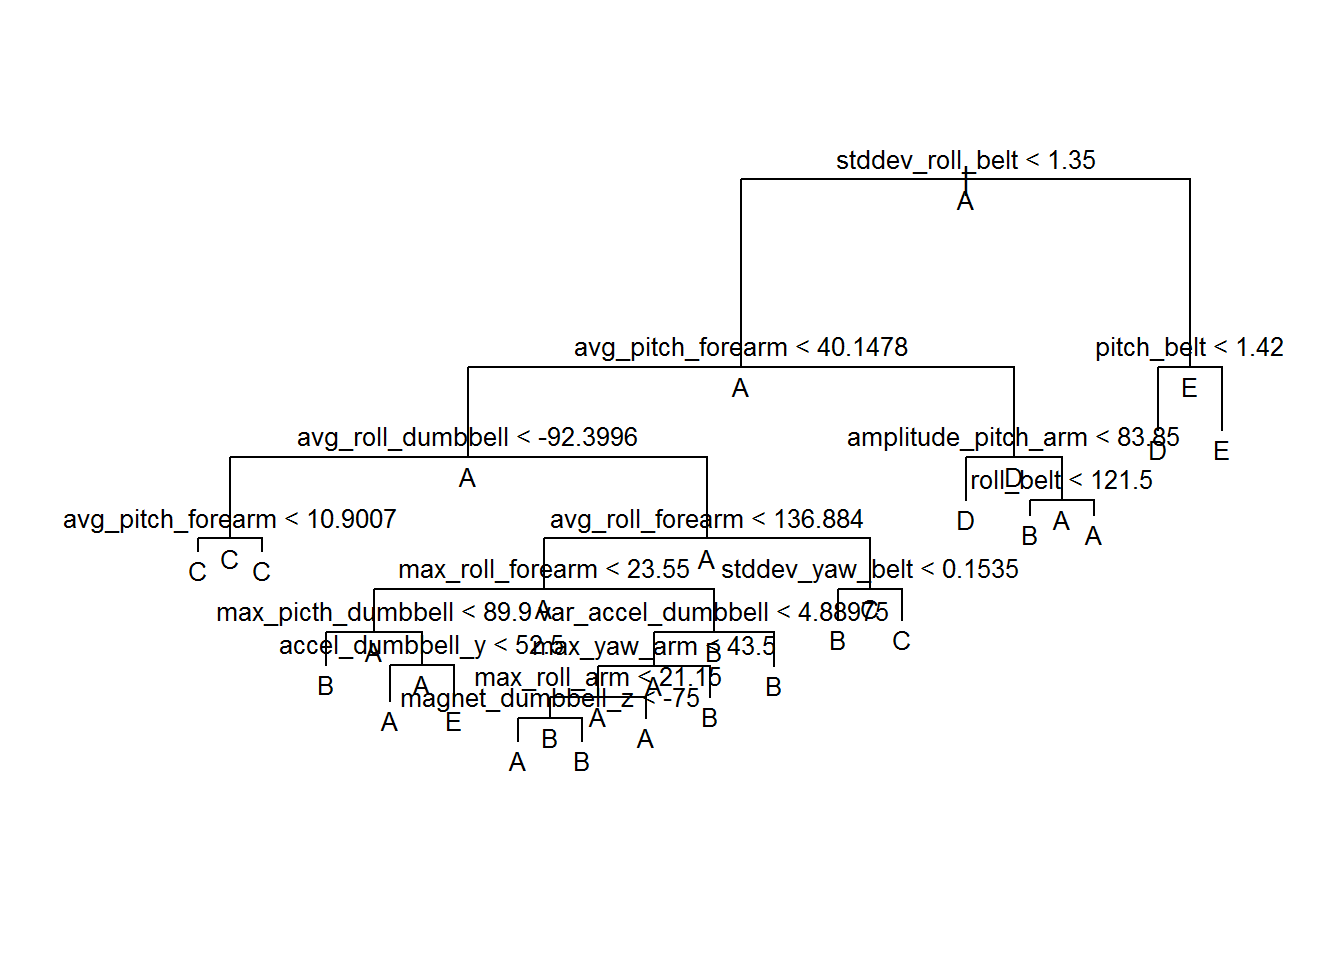 stddev_roll_belt < 1.35
A
avg_pitch_forearm < 40.1478
pitch_belt < 1.42
A
E
avg_roll_dumbbell < -92.3996
amplitude_pitch_arm < 83.85
D
E
A
D
roll_belt < 121.5
avg_pitch_forearm < 10.9007
avg_roll_forearm < 136.884
D
B
A
A
C
C
C
A
max_roll_forearm < 23.55
stddev_yaw_belt < 0.1535
A
C
max_picth_dumbbell < 89.9
var_accel_dumbbell < 4.88975
B
C
accel_dumbbell_y < 52.5
max_yaw_arm < 43.5
A
B
B
A
A
B
max_roll_arm < 21.15
magnet_dumbbell_z < -75
A
E
A
B
B
A
A
B